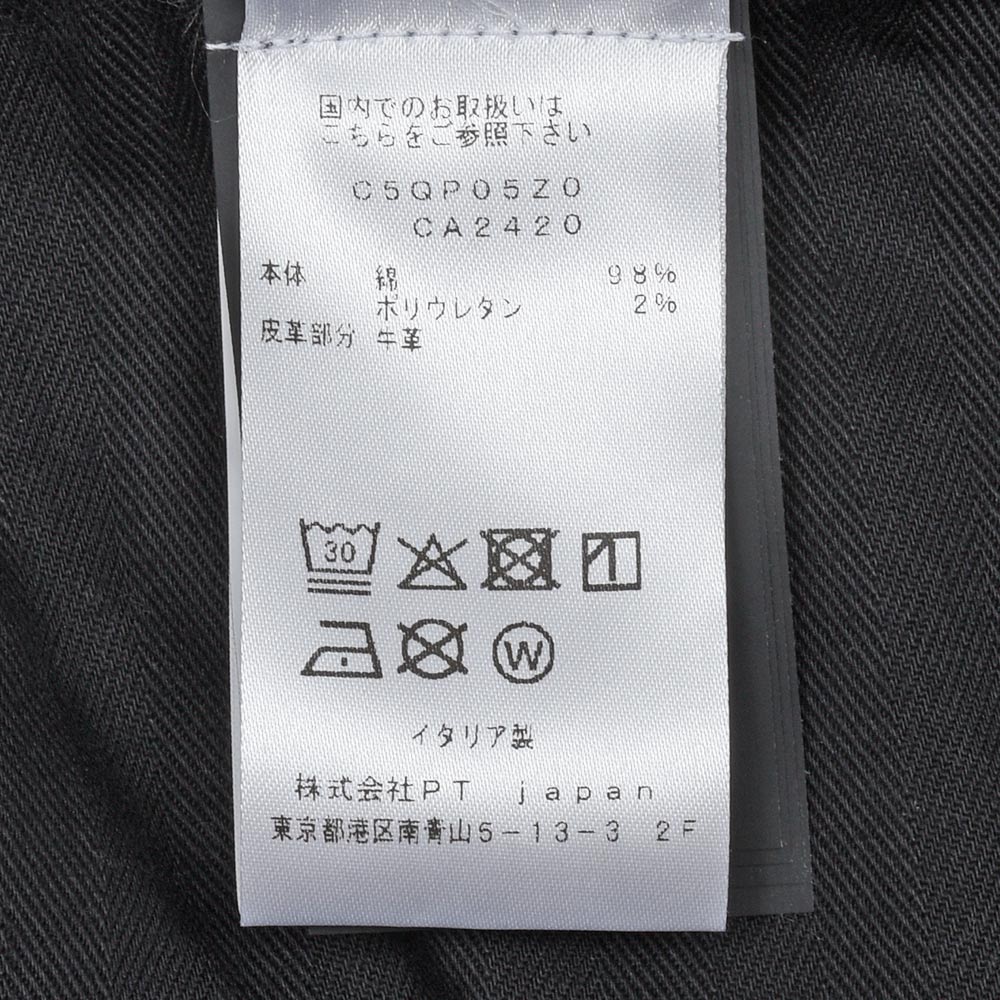 国内でのお取扱いは
こちらをご参照下さい
C5QP05Z0
CA2420
本体 綿 98%
ポリウレタン 2%
皮革部分 牛革
30
W
イタリア製
株式会社PT japan
東京都港区南青山5-13-3 2F